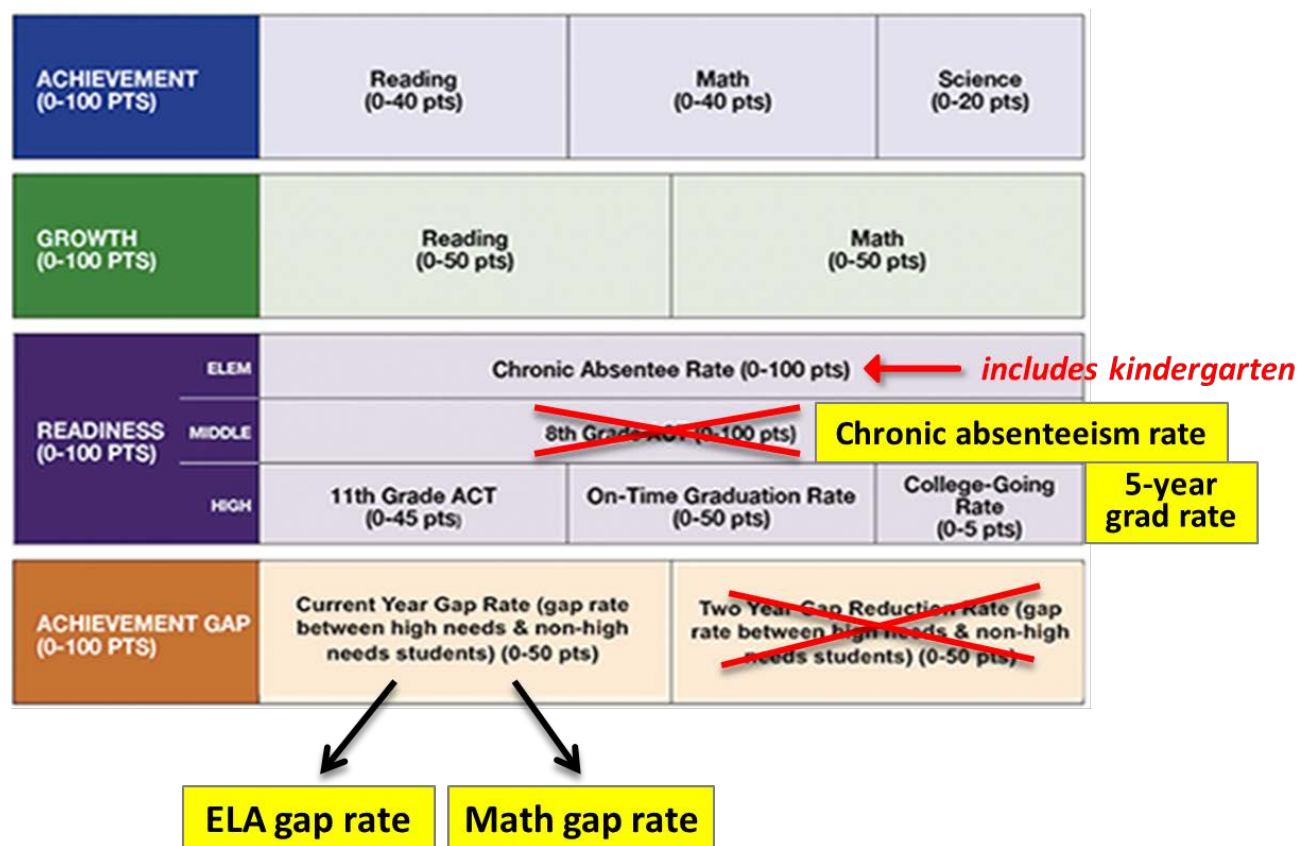 ACHIEVEMENT
(0-100 PTS)
Reading
(0-40 pts)
Math
(0-40 pts)
Science
(0-20 pts)
GROWTH
(0-100 PTS)
Reading
(0-50 pts)
Math
(0-50 pts)
READINESS
(0-100 PTS)
ELEM
Chronic Absentee Rate (0-100 pts)
includes kindergarten
MIDDLE
8th Grade ACT (0-100 pts)
Chronic absenteeism rate
HIGH
11th Grade ACT
(0-45 pts)
On-Time Graduation Rate
(0-50 pts)
College-Going
Rate
(0-5 pts)
5-year
grad rate
ACHIEVEMENT GAP
(0-100 PTS)
Current Year Gap Rate (gap rate
between high needs & non-high
needs students) (0-50 pts)
Two Year Gap Reduction Rate (gap
rate between high needs & non-high
needs students) (0-50 pts)
ELA gap rate
Math gap rate